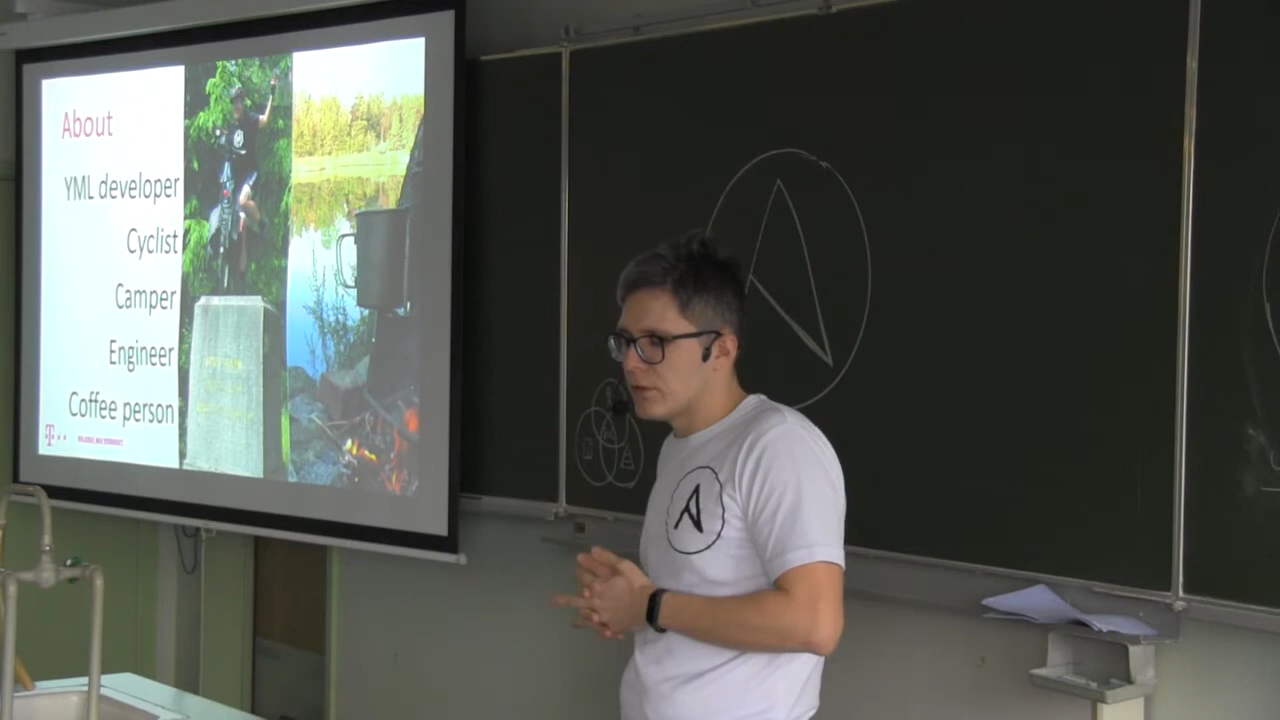 About
YML developer
Cyclist
Camper
Engineer
Coffee person
T
A